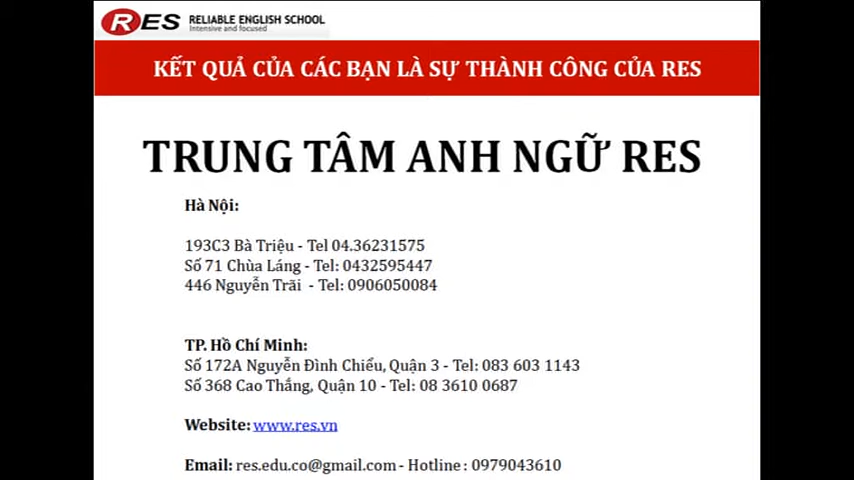 RES RELIABLE ENGLISH SCHOOL
Intensive and focused
KẾT QUẢ CỦA CÁC BẠN LÀ SỰ THÀNH CÔNG CỦA RES
TRUNG TÂM ANH NGỮ RES
Hà Nội:
193C3 Bà Triệu - Tel 04.36231575
Số 71 Chùa Láng - Tel: 0432595447
446 Nguyễn Trãi - Tel: 0906050084
TP. Hồ Chí Minh:
Số 172A Nguyễn Đình Chiểu, Quận 3 - Tel: 083 603 1143
Số 368 Cao Thắng, Quận 10 - Tel: 08 3610 0687
Website: www.res.vn
Email: res.edu.co@gmail.com - Hotline: 0979043610